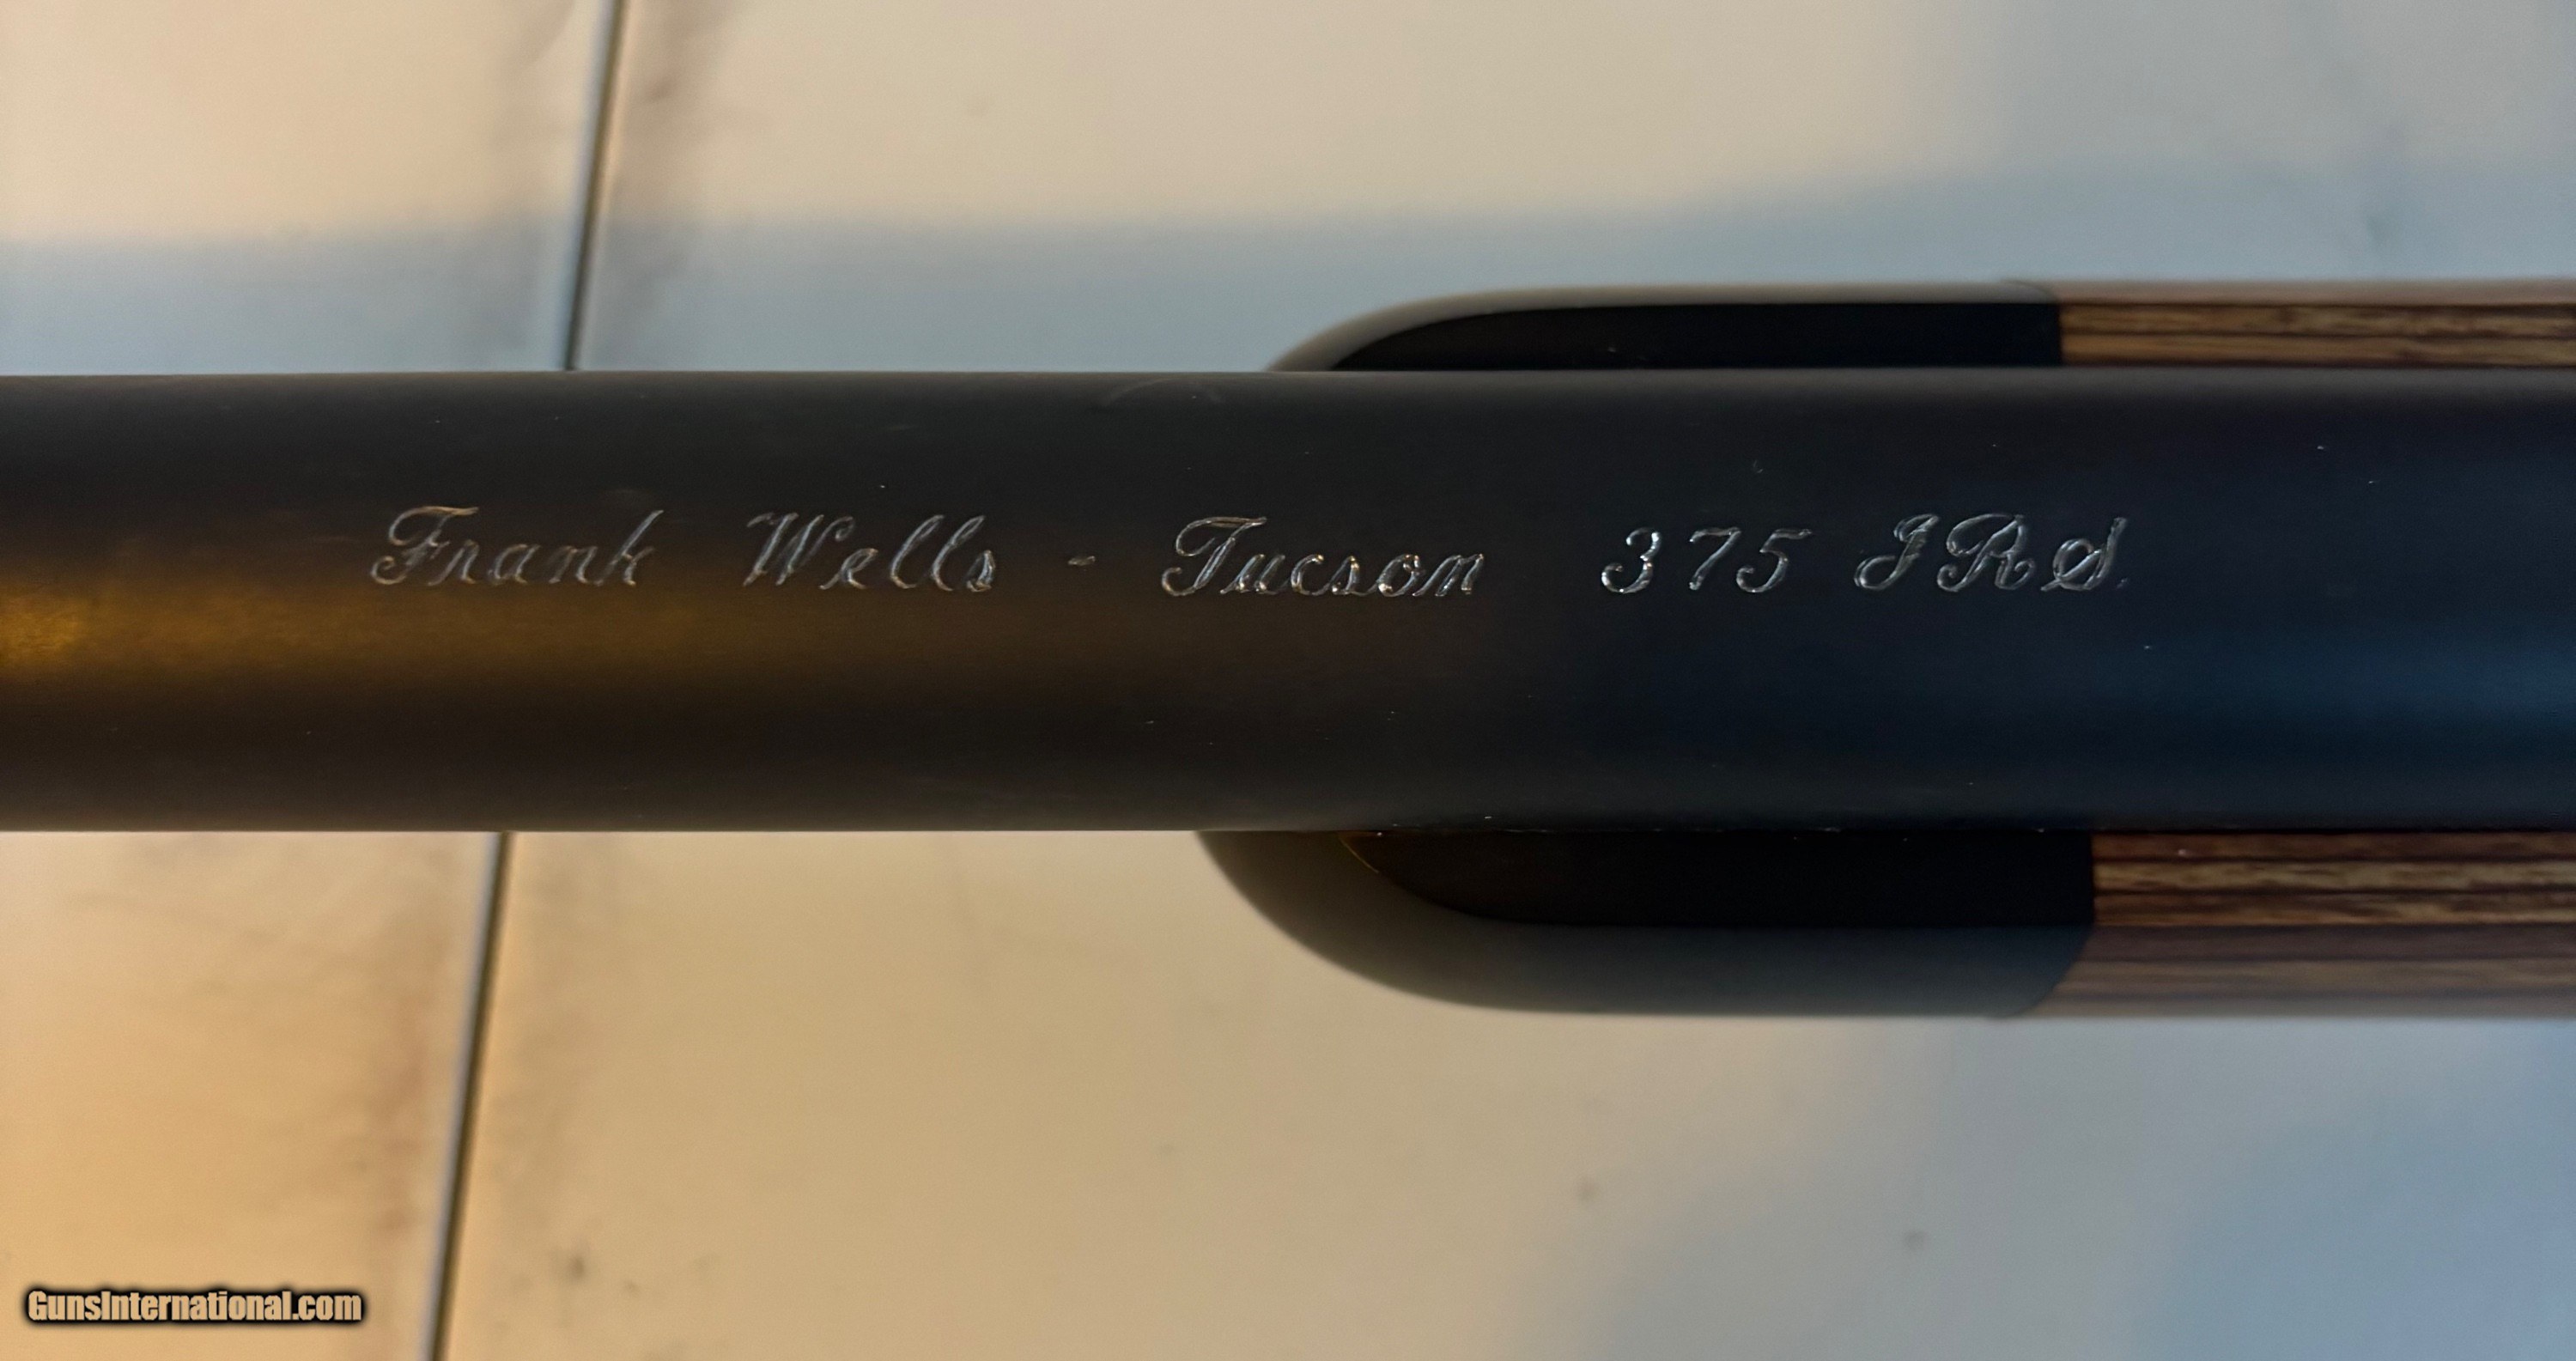 Frank Wells - Tucson 375 JRS
GunsInternational.com